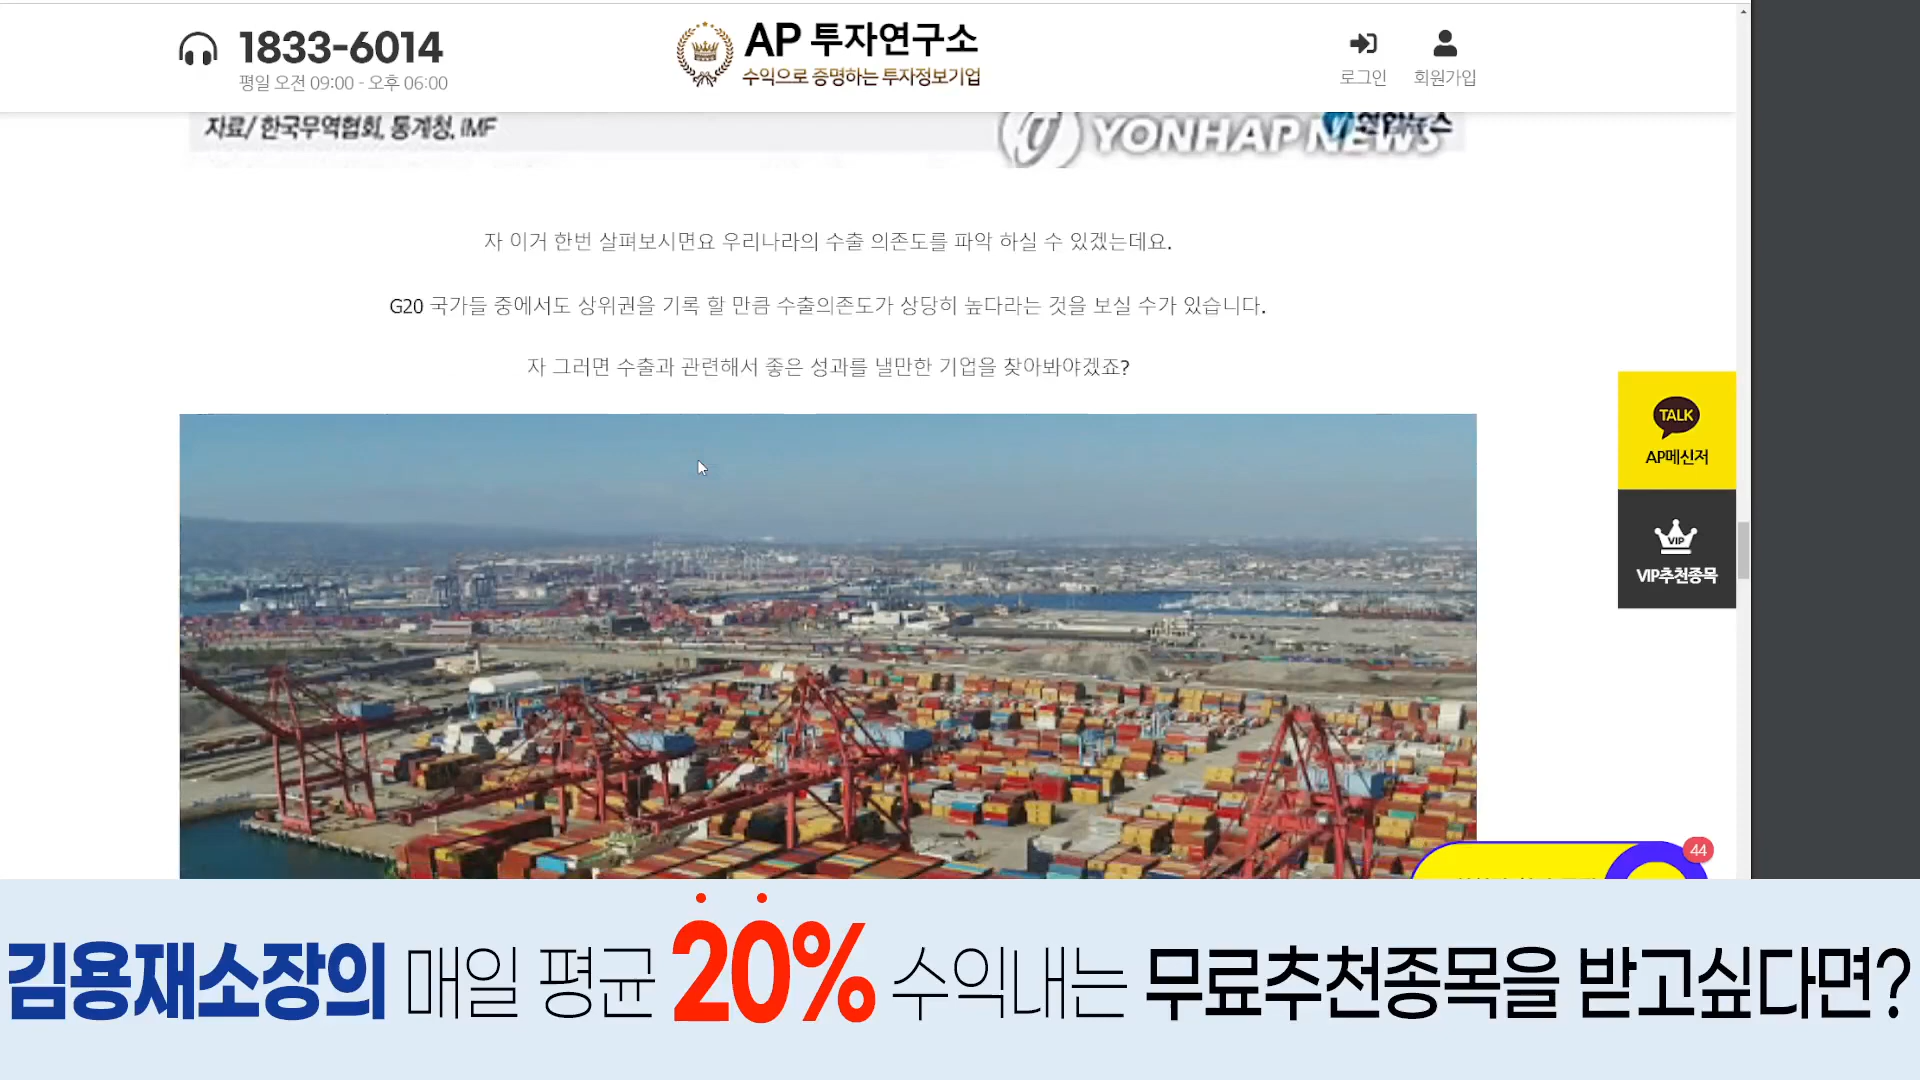 1833-6014
평일 오전 09:00 - 오후 06:00
AP 투자연구소
수익으로 증명하는 투자정보기업
로그인
회원가입
자료/ 한국무역협회, 통계청, IMF
YONHAP NEWS
연합뉴스
자 이거 한번 살펴보시면요 우리나라의 수출 의존도를 파악 하실 수 있겠는데요.
G20 국가들 중에서도 상위권을 기록 할 만큼 수출의존도가 상당히 높다라는 것을 보실 수가 있습니다.
자 그러면 수출과 관련해서 좋은 성과를 낼만한 기업을 찾아봐야겠죠?
TALK
AP메신저
VIP
VIP추천종목
44
김용재소장의 매일 평균 20% 수익내는 무료추천종목을 받고싶다면?